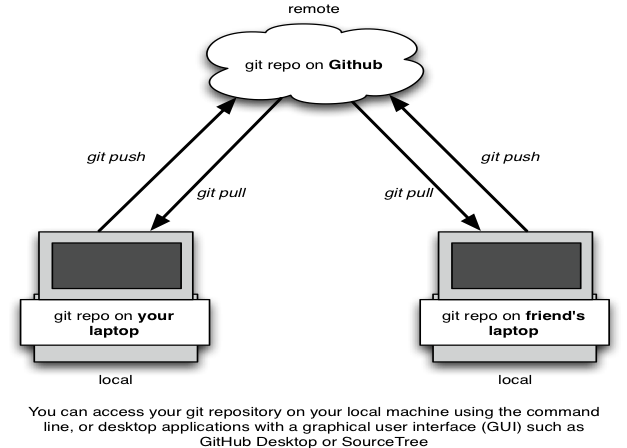 remote
git repo on Github
git push
git push
git pull
git pull
git repo on your
laptop
git repo on friend's
laptop
local
local
You can access your git repository on your local machine using the command
line, or desktop applications with a graphical user interface (GUI) such as
GitHub Desktop or SourceTree